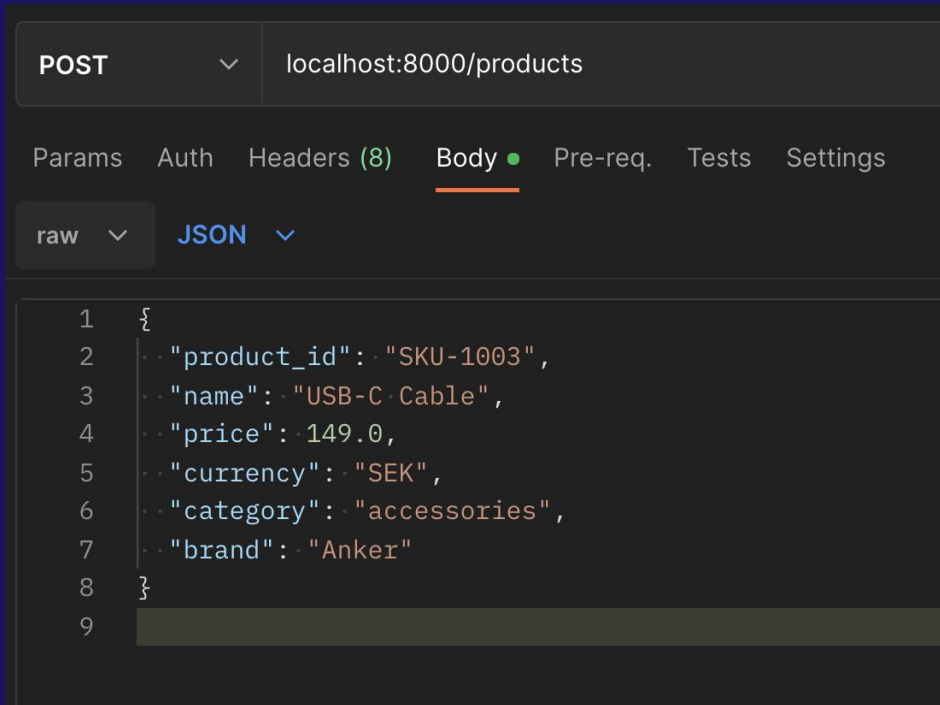 POST localhost:8000/products
Params Auth Headers (8) Body Pre-req. Tests Settings
raw JSON
1 {
2 "product_id": "SKU-1003",
3 "name": "USB-C Cable",
4 "price": 149.0,
5 "currency": "SEK",
6 "category": "accessories",
7 "brand": "Anker"
8 }
9